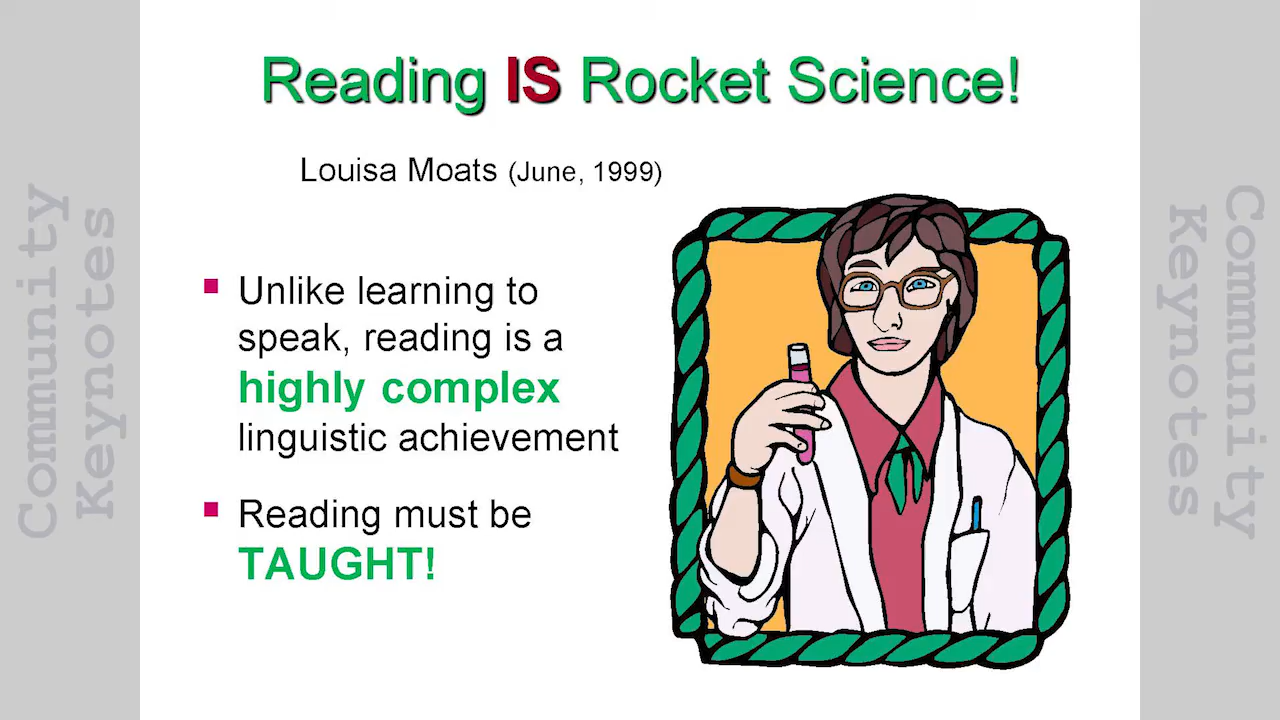 Reading IS Rocket Science!
Louisa Moats (June, 1999)
Unlike learning to
speak, reading is a
highly complex
linguistic achievement
Reading must be
TAUGHT!
Community
Keynotes
Community
Keynotes